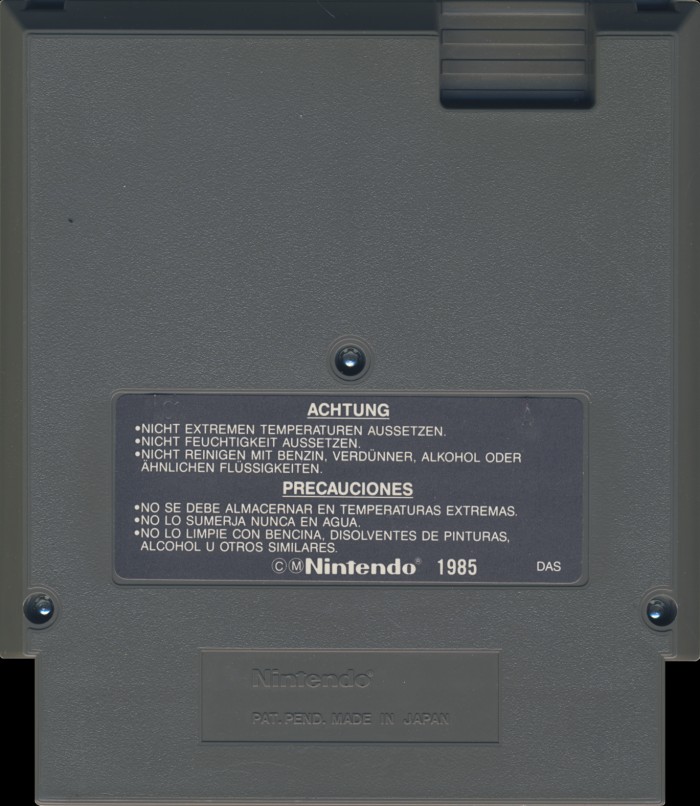 ACHTUNG
•NICHT EXTREMEN TEMPERATUREN AUSSETZEN.
•NICHT FEUCHTIGKEIT AUSSETZEN.
•NICHT REINIGEN MIT BENZIN, VERDÜNNER, ALKOHOL ODER
ÄHNLICHEN FLÜSSIGKEITEN.
PRECAUCIONES
•NO SE DEBE ALMACERNAR EN TEMPERATURAS EXTREMAS.
•NO LO SUMERJA NUNCA EN AGUA.
•NO LO LIMPIE CON BENCINA, DISOLVENTES DE PINTURAS,
ALCOHOL U OTROS SIMILARES.
©Ⓜ Nintendo® 1985 DAS
Nintendo®
PAT. PEND. MADE IN JAPAN